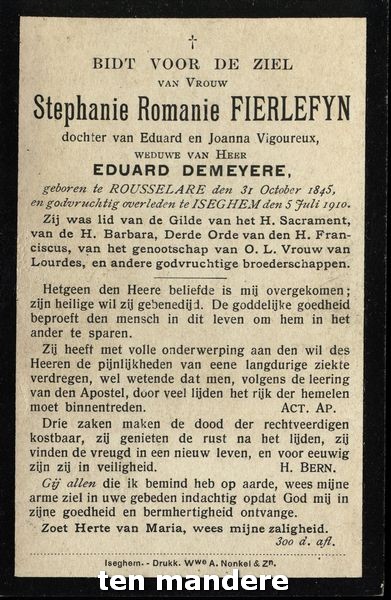 BIDT VOOR DE ZIEL
VAN VROUW
Stephanie Romanie FIERLEFYN
dochter van Eduard en Joanna Vigoureux,
WEDUWE VAN HEER
EDUARD DEMEYERE,
geboren te ROUSSELARE den 31 October 1845,
en godvruchtig overleden te ISEGHEM den 5 Juli 1910.
Zij was lid van de Gilde van het H. Sacrament,
van de H. Barbara, Derde Orde van den H. Fran-
ciscus, van het genootschap van O. L. Vrouw van
Lourdes, en andere godvruchtige broederschappen.
Hetgeen den Heere beliefde is mij overgekomen;
zijn heilige wil zij gebenedijd. De goddelijke goedheid
beproeft den mensch in dit leven om hem in het
ander te sparen.
Zij heeft met volle onderwerping aan den wil des
Heeren de pijnlijkheden van eene langdurige ziekte
verdregen, wel wetende dat men, volgens de leering
van den Apostel, door veel lijden het rijk der hemelen
moet binnentreden. ACT. AP.
Drie zaken maken de dood der rechtveerdigen
kostbaar, zij genieten de rust na het lijden, zij
vinden de vreugd in een nieuw leven, en voor eeuwig
zijn zij in veiligheid. H. BERN.
Gij allen die ik bemind heb op aarde, wees mijne
arme ziel in uwe gebeden indachtig opdat God mij in
zijne goedheid en bermhertigheid ontvange.
Zoet Herte van Maria, wees mijne zaligheid.
300 d. afl.
Iseghem.- Drukk. Wwe A. Nonkel & Zn.
ten mandere